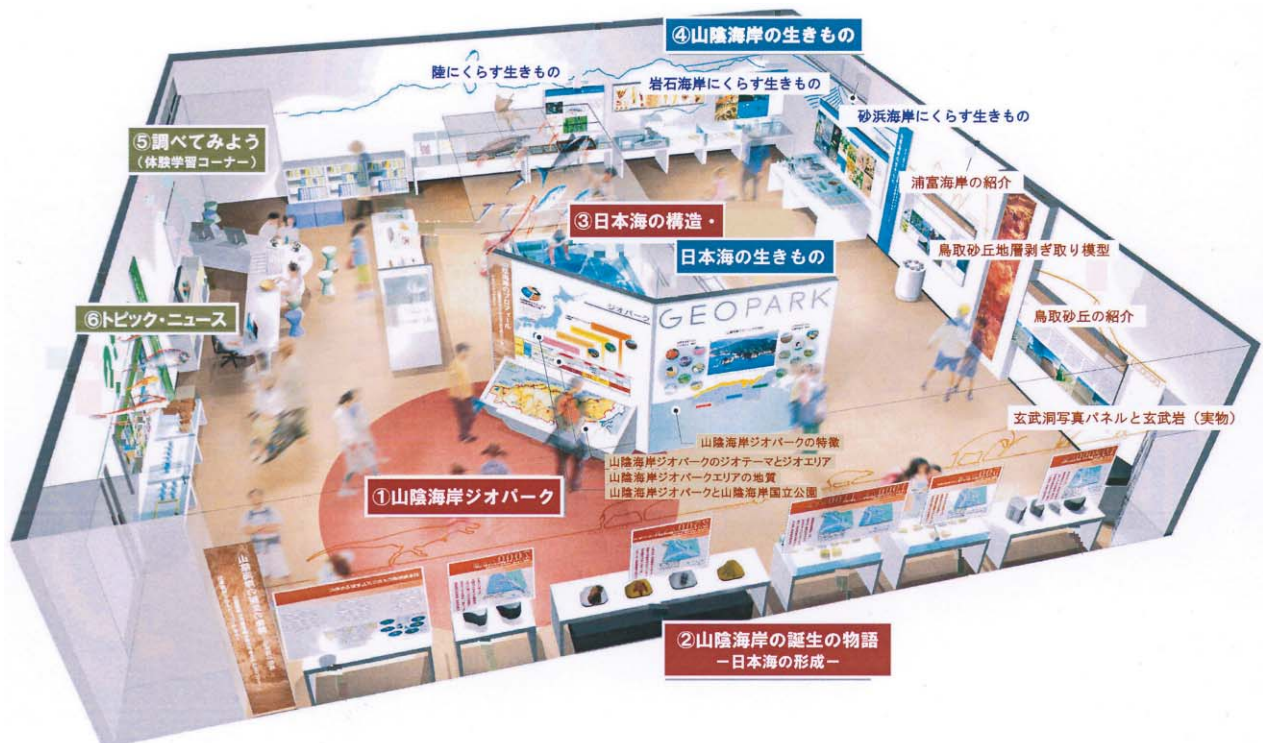 ④山陰海岸の生きもの
陸にくらす生きもの
岩石海岸にくらす生きもの
砂浜海岸にくらす生きもの
⑤調べてみよう
（体験学習コーナー）
浦富海岸の紹介
③日本海の構造・
日本海の生きもの
鳥取砂丘地層剥ぎ取り模型
⑥トピック・ニュース
ジオパーク
GEOPARK
鳥取砂丘の紹介
玄武洞写真パネルと玄武岩（実物）
山陰海岸ジオパークの特徴
山陰海岸ジオパークのジオテーマとジオエリア
山陰海岸ジオパークエリアの地質
山陰海岸ジオパークと山陰海岸国立公園
①山陰海岸ジオパーク
②山陰海岸の誕生の物語
－日本海の形成－